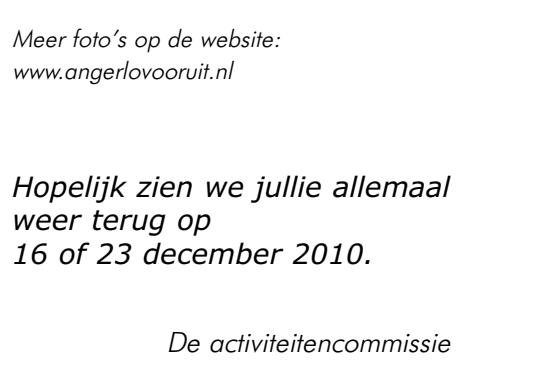 Meer foto's op de website:
www.angerlovooruit.nl
Hopelijk zien we jullie allemaal
weer terug op
16 of 23 december 2010.
De activiteitencommissie